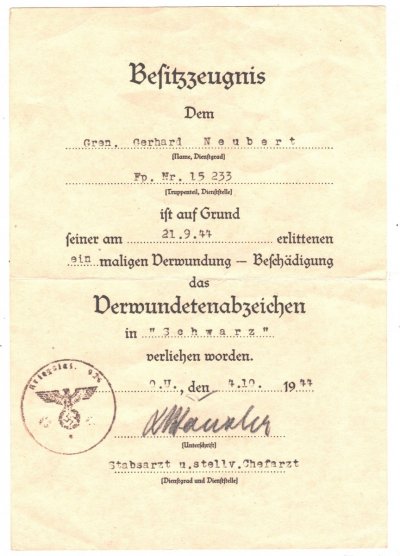 Besitzzeugnis
Dem
Gren. Gerhard Neubert
(Name, Dienstgrad)
Fp. Nr. 15 233
(Truppenteil, Dienststelle)
ist auf Grund
seiner am 21.9.44 erlittenen
ein maligen Verwundung – Beschädigung
das
Verwundetenabzeichen
in "Schwarz"
verliehen worden.
O.U., den 4.10. 1944
(Unterschrift)
Stabsarzt u.stellv.Chefarzt
(Dienstgrad und Dienststelle)